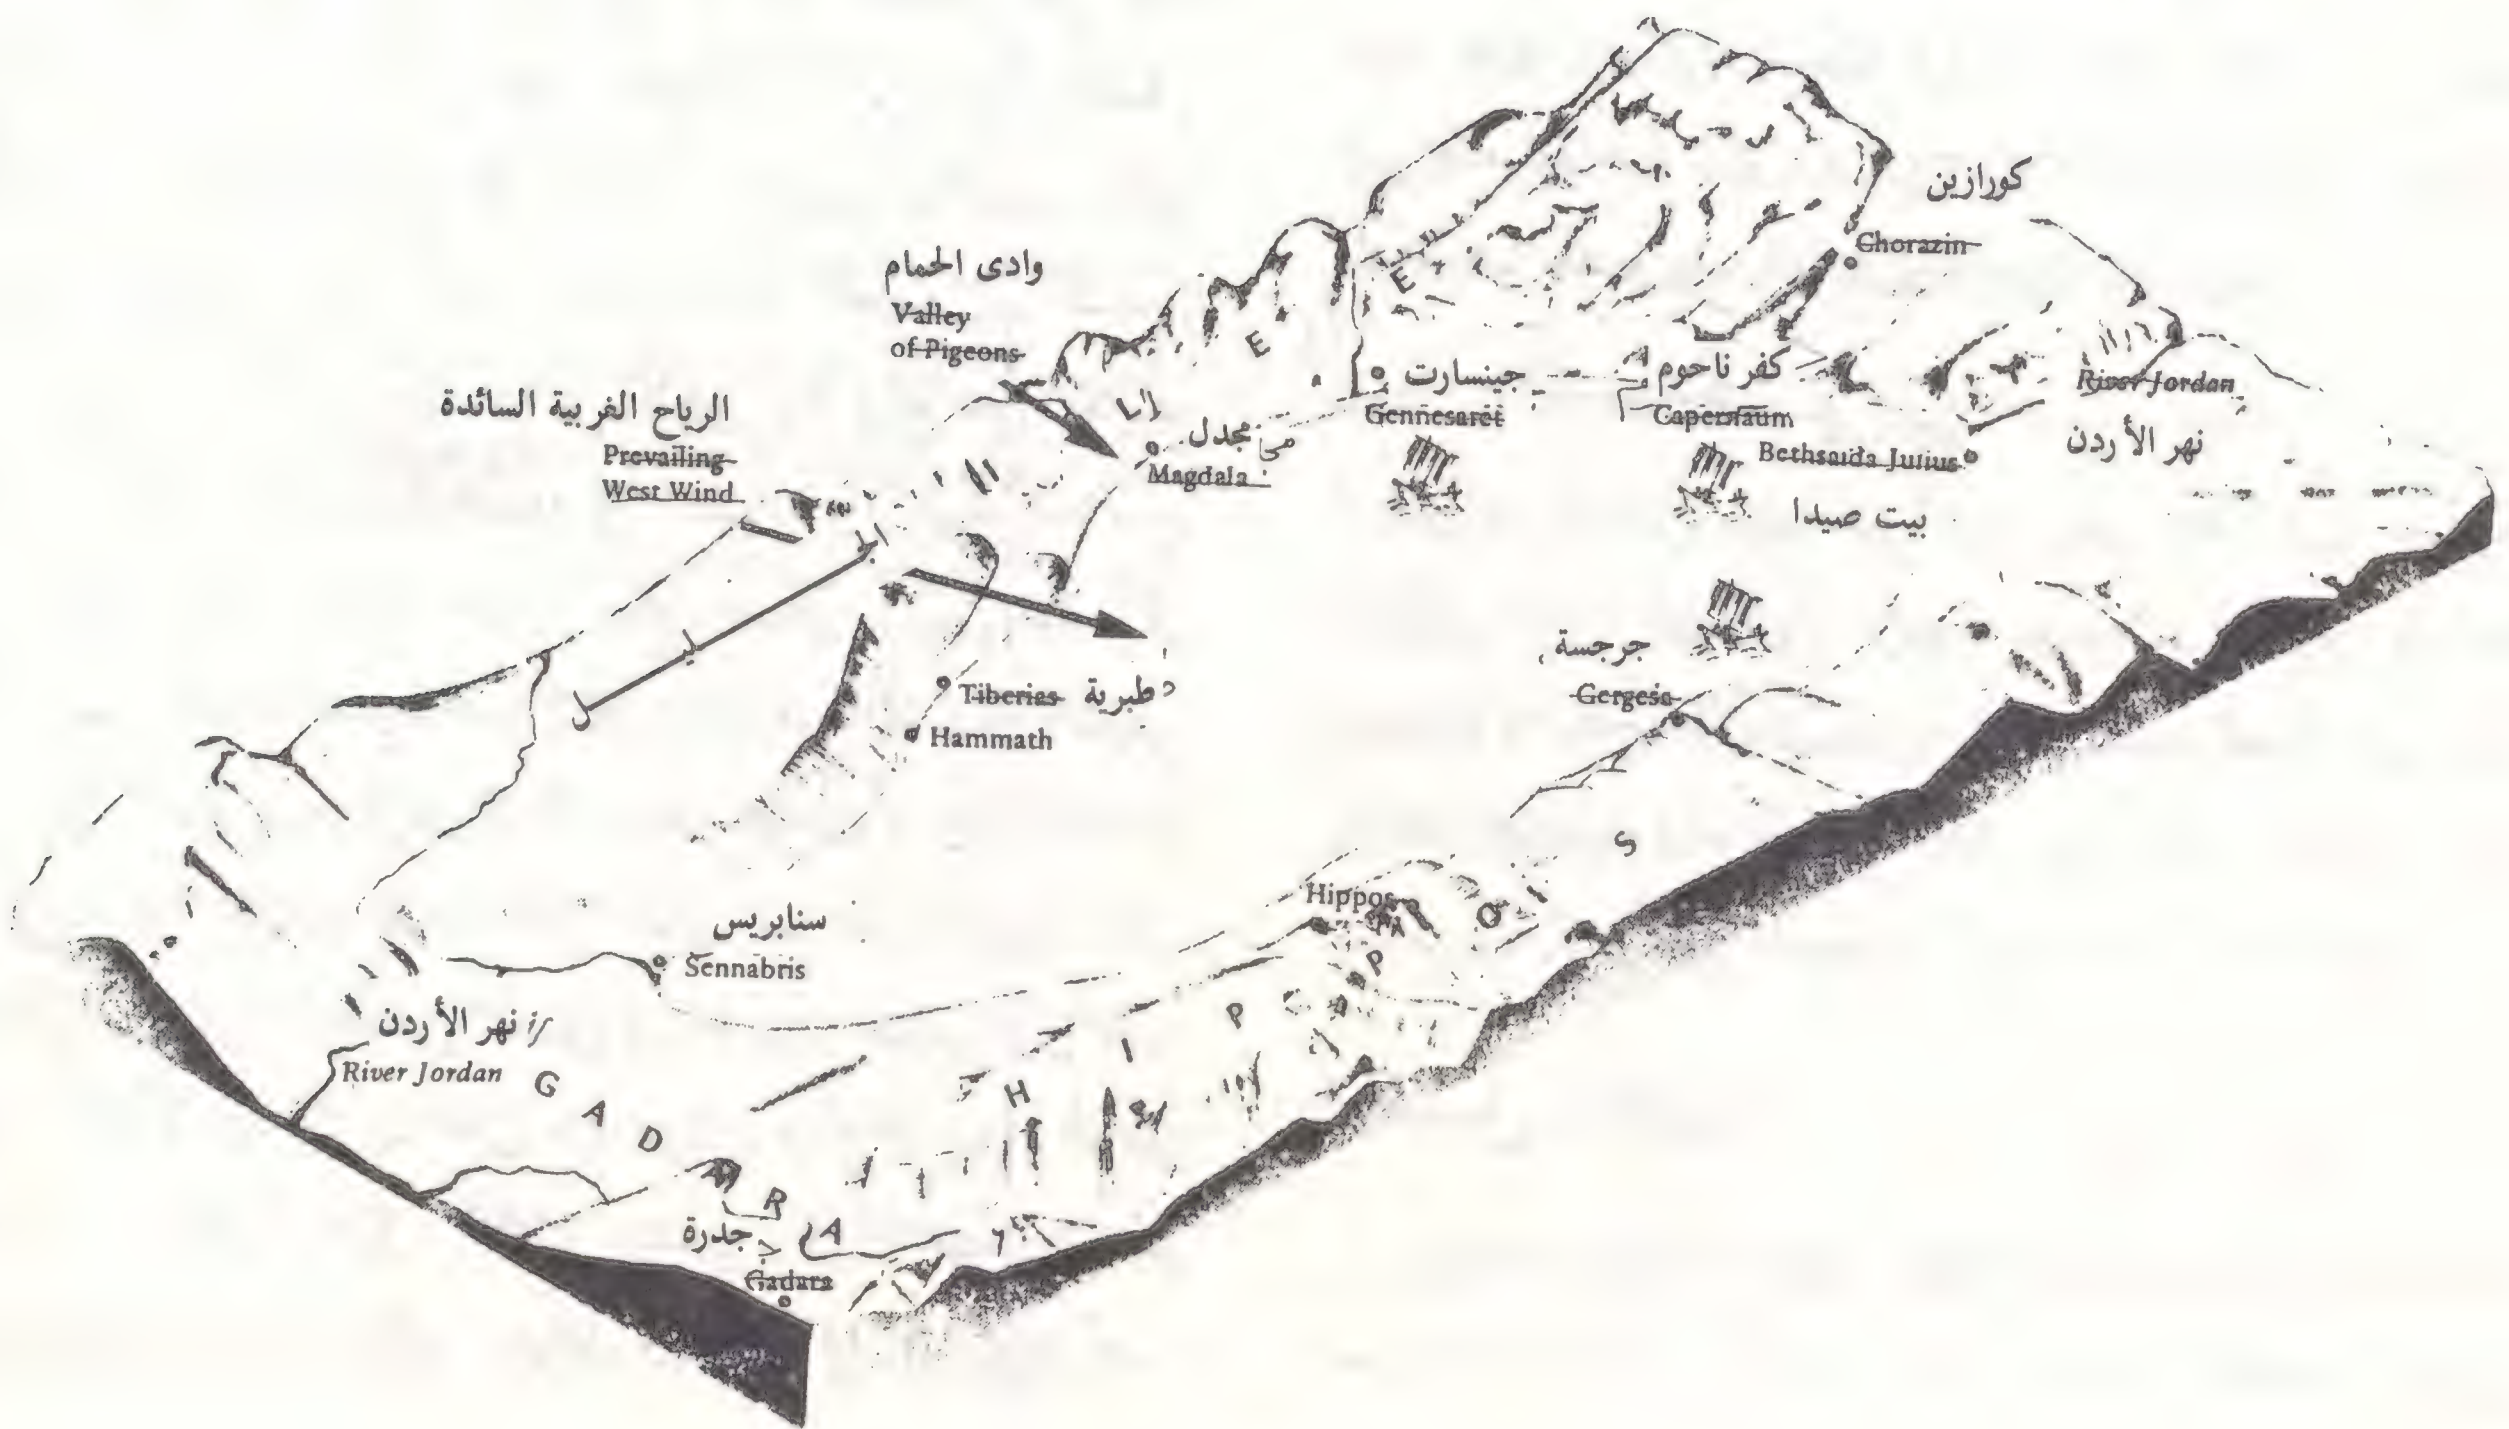 كورازين
Chorazin
وادى الحمام
Valley
of Pigeons
الرياح الغربية السائدة
Prevailing
West Wind
جينسارت
Gennesaret
كفر ناحوم
Capernaum
River Jordan
نهر الأردن
مجدل
Magdala
Bethsaida Julius
بيت صيدا
جرجسة
Gergesa
Tiberias طبرية
Hammath
Hippos
HIPPOS
سنابريس
Sennabris
نهر الأردن
River Jordan
GADARA
جدرة
Gadara